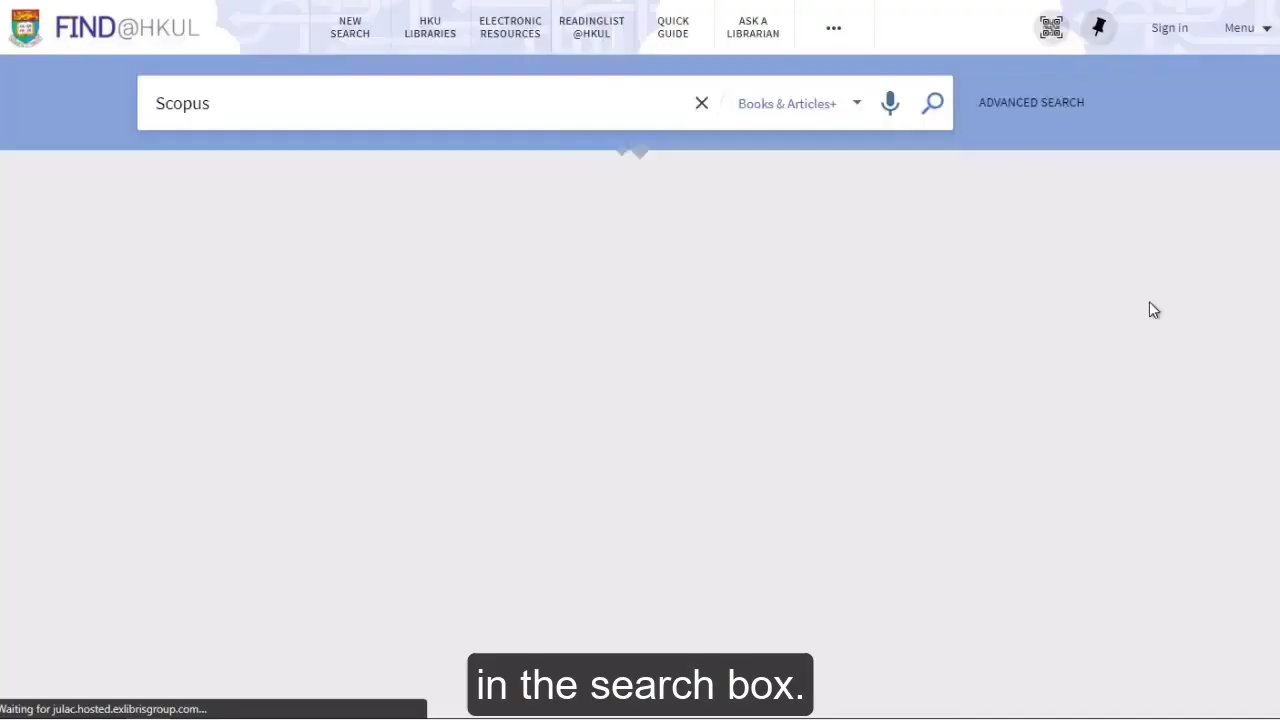 FIND@HKUL
NEW
SEARCH
HKU
LIBRARIES
ELECTRONIC
RESOURCES
READINGLIST
@HKUL
QUICK
GUIDE
ASK A
LIBRARIAN
•••
Sign in
Menu
Scopus
Books & Articles+
ADVANCED SEARCH
in the search box.
Waiting for julac.hosted.exlibrisgroup.com...